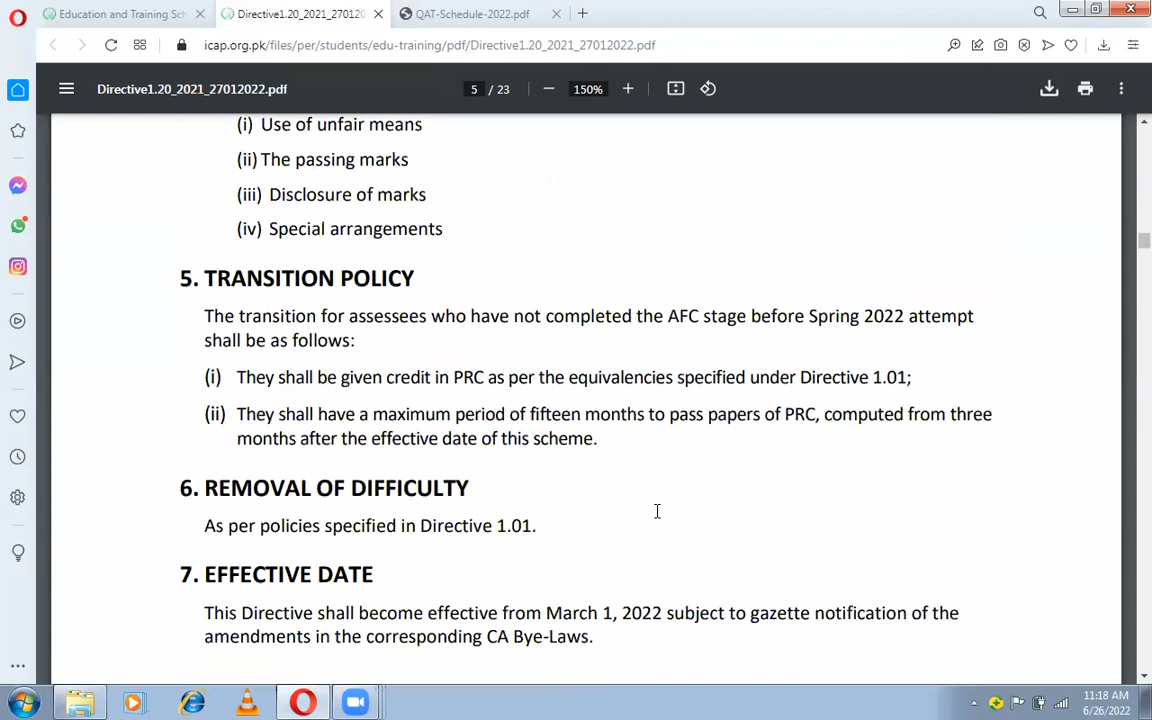 Education and Training Sch
Directive1.20_2021_270120
QAT-Schedule-2022.pdf
icap.org.pk/files/per/students/edu-training/pdf/Directive1.20_2021_27012022.pdf
Directive1.20_2021_27012022.pdf
5 / 23
150%
(i) Use of unfair means
(ii) The passing marks
(iii) Disclosure of marks
(iv) Special arrangements
5. TRANSITION POLICY
The transition for assessees who have not completed the AFC stage before Spring 2022 attempt
shall be as follows:
(i) They shall be given credit in PRC as per the equivalencies specified under Directive 1.01;
(ii) They shall have a maximum period of fifteen months to pass papers of PRC, computed from three
months after the effective date of this scheme.
6. REMOVAL OF DIFFICULTY
As per policies specified in Directive 1.01.
7. EFFECTIVE DATE
This Directive shall become effective from March 1, 2022 subject to gazette notification of the
amendments in the corresponding CA Bye-Laws.
11:18 AM
6/26/2022